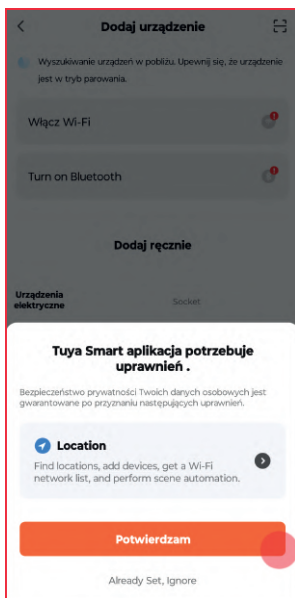 Dodaj urządzenie
Wyszukiwanie urządzeń w pobliżu. Upewnij się, że urządzenie
jest w tryb parowania.
Włącz Wi-Fi
Turn on Bluetooth
Dodaj ręcznie
Urządzenia
elektryczne
Socket
Tuya Smart aplikacja potrzebuje
uprawnień .
Bezpieczeństwo prywatności Twoich danych osobowych jest
gwarantowane po przyznaniu następujących uprawnień.
Location
Find locations, add devices, get a Wi-Fi
network list, and perform scene automation.
Potwierdzam
Already Set, Ignore